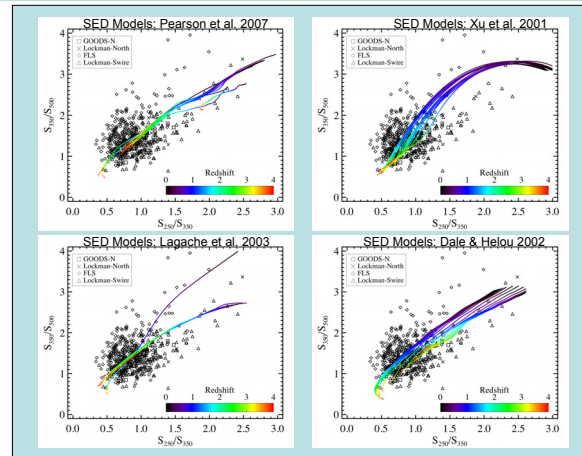 SED Models: Pearson et al. 2007
GOODS-N
Lockman-North
FLS
Lockman-Swire
S350/S500
4
3
2
1
0
Redshift
0 1 2 3 4
0.0 0.5 1.0 1.5 2.0 2.5 3.0
S250/S350
SED Models: Xu et al. 2001
GOODS-N
Lockman-North
FLS
Lockman-Swire
S350/S500
4
3
2
1
0
Redshift
0 1 2 3 4
0.0 0.5 1.0 1.5 2.0 2.5 3.0
S250/S350
SED Models: Lagache et al. 2003
GOODS-N
Lockman-North
FLS
Lockman-Swire
S350/S500
4
3
2
1
0
Redshift
0 1 2 3 4
0.0 0.5 1.0 1.5 2.0 2.5 3.0
S250/S350
SED Models: Dale & Helou 2002
GOODS-N
Lockman-North
FLS
Lockman-Swire
S350/S500
4
3
2
1
0
Redshift
0 1 2 3 4
0.0 0.5 1.0 1.5 2.0 2.5 3.0
S250/S350